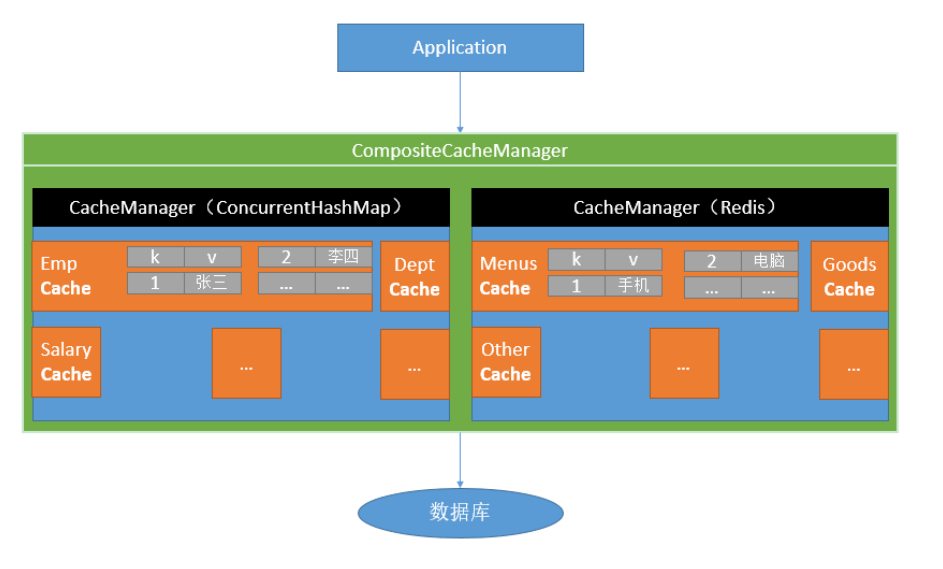 Application
CompositeCacheManager
CacheManager（ConcurrentHashMap）
Emp
Cache
k v
1 张三
2 李四
... ...
Dept
Cache
Salary
Cache
...
...
CacheManager（Redis）
Menus
Cache
k v
1 手机
2 电脑
... ...
Goods
Cache
Other
Cache
...
...
数据库